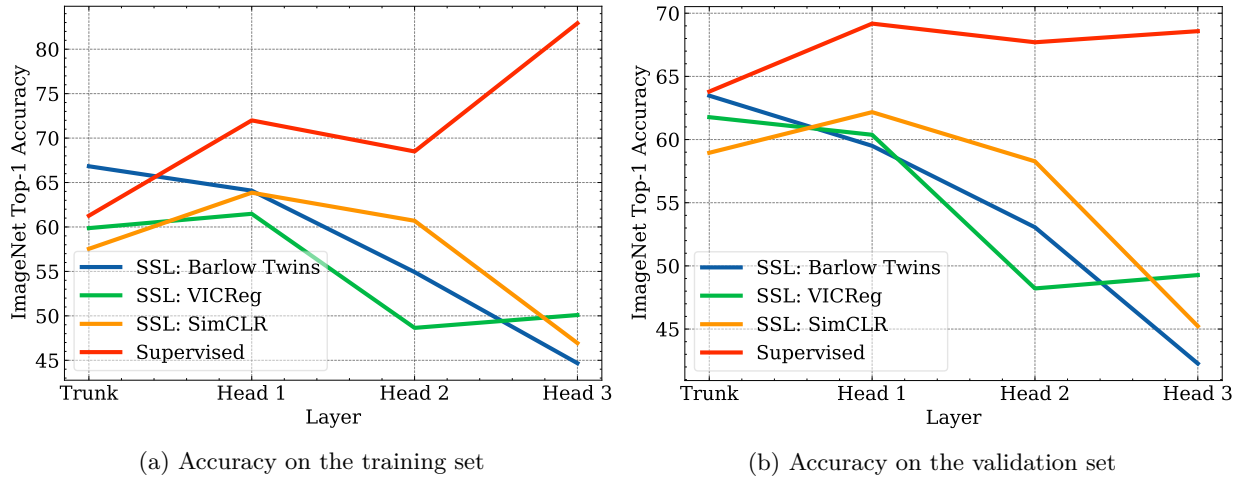 80
75
70
65
60
55
50
45
ImageNet Top-1 Accuracy
SSL: Barlow Twins
SSL: VICReg
SSL: SimCLR
Supervised
Trunk Head 1 Head 2 Head 3
Layer
(a) Accuracy on the training set
70
65
60
55
50
45
ImageNet Top-1 Accuracy
SSL: Barlow Twins
SSL: VICReg
SSL: SimCLR
Supervised
Trunk Head 1 Head 2 Head 3
Layer
(b) Accuracy on the validation set